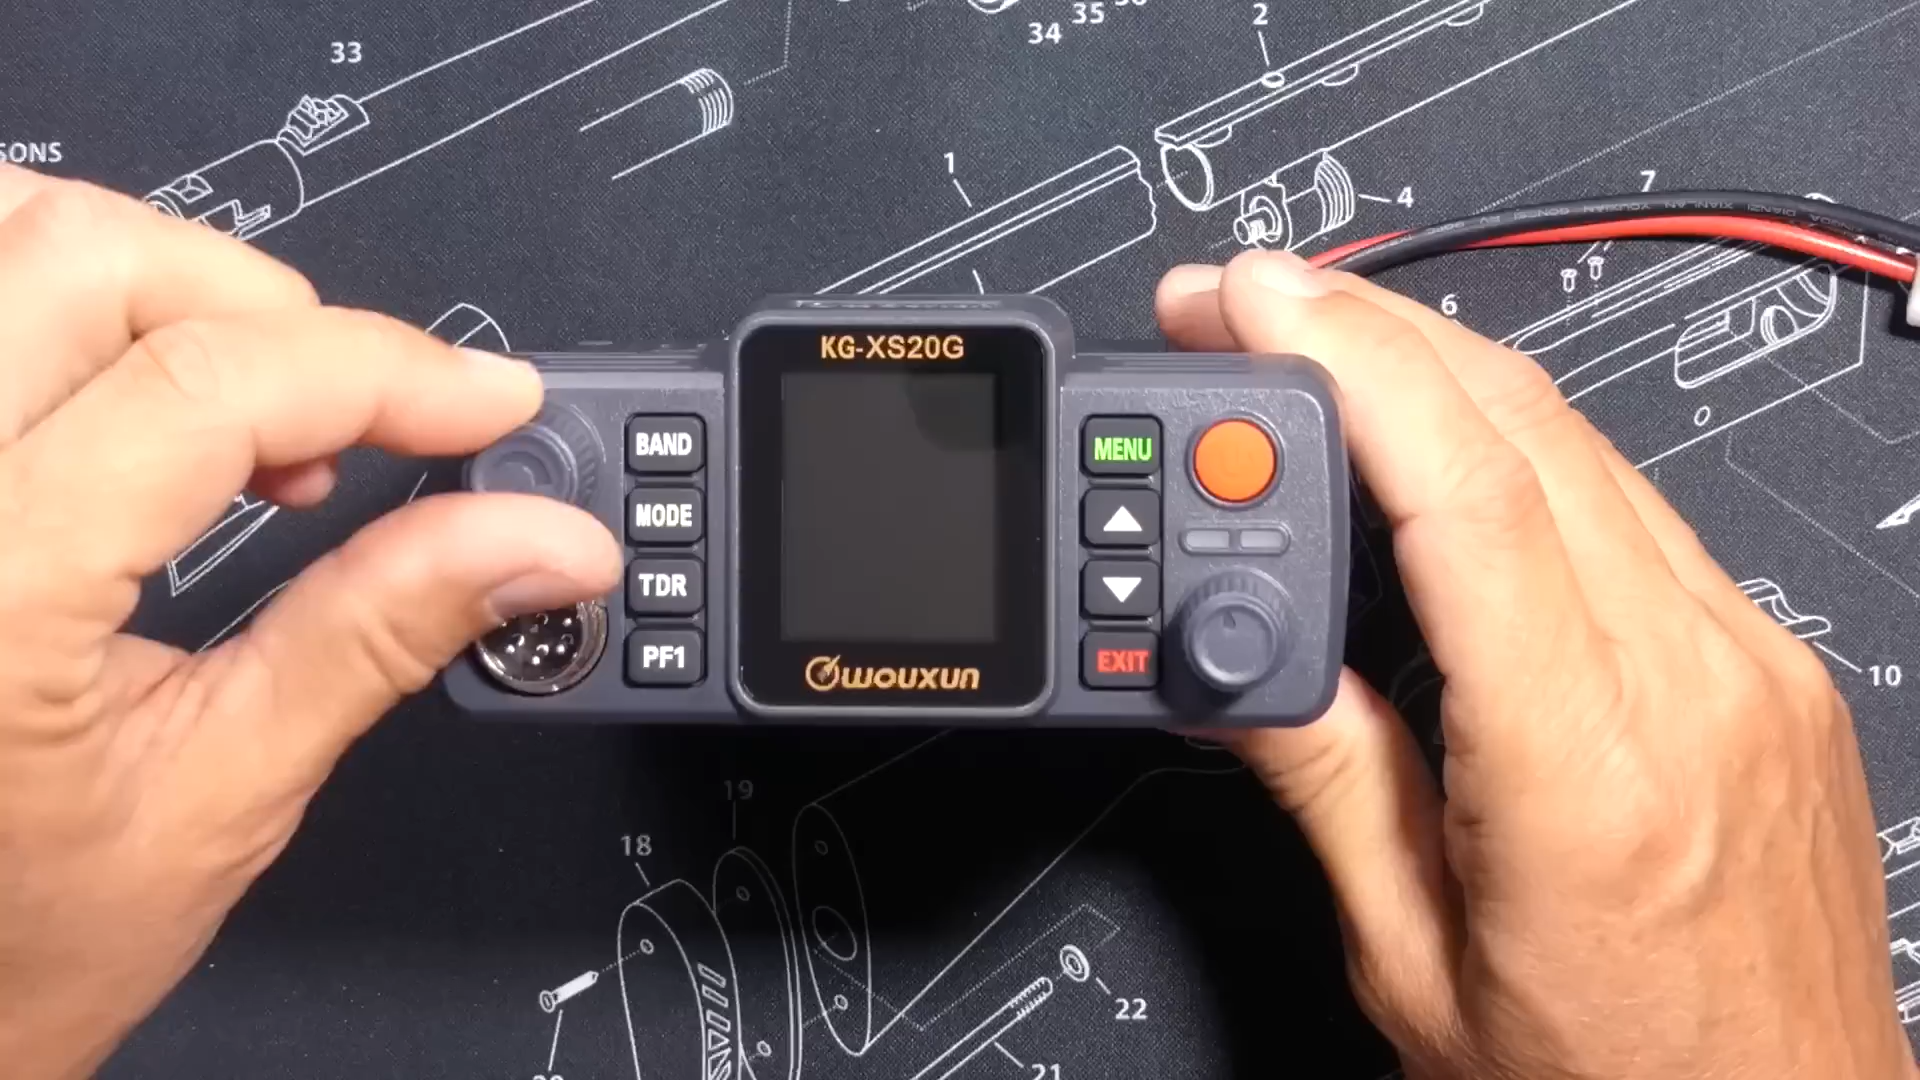 33
34
35
2
SONS
1
4
7
6
KG-XS20G
BAND
MODE
TDR
PF1
MENU
EXIT
wouxun
10
19
18
22
21